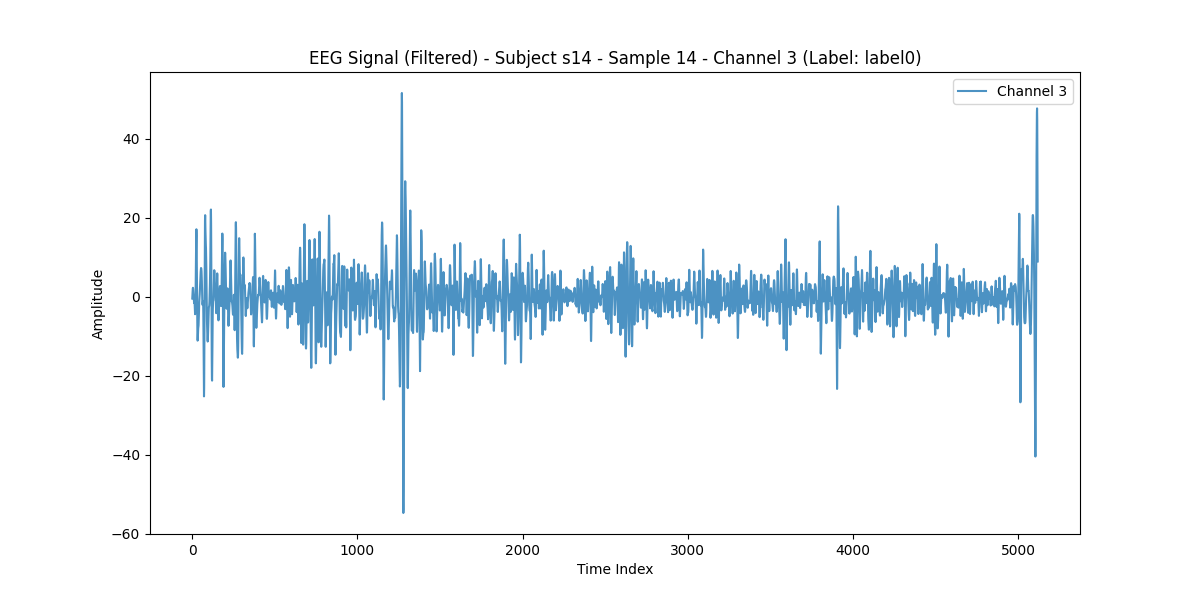 EEG Signal (Filtered) - Subject s14 - Sample 14 - Channel 3 (Label: label0)
Channel 3
Amplitude
40
20
0
−20
−40
−60
0 1000 2000 3000 4000 5000
Time Index